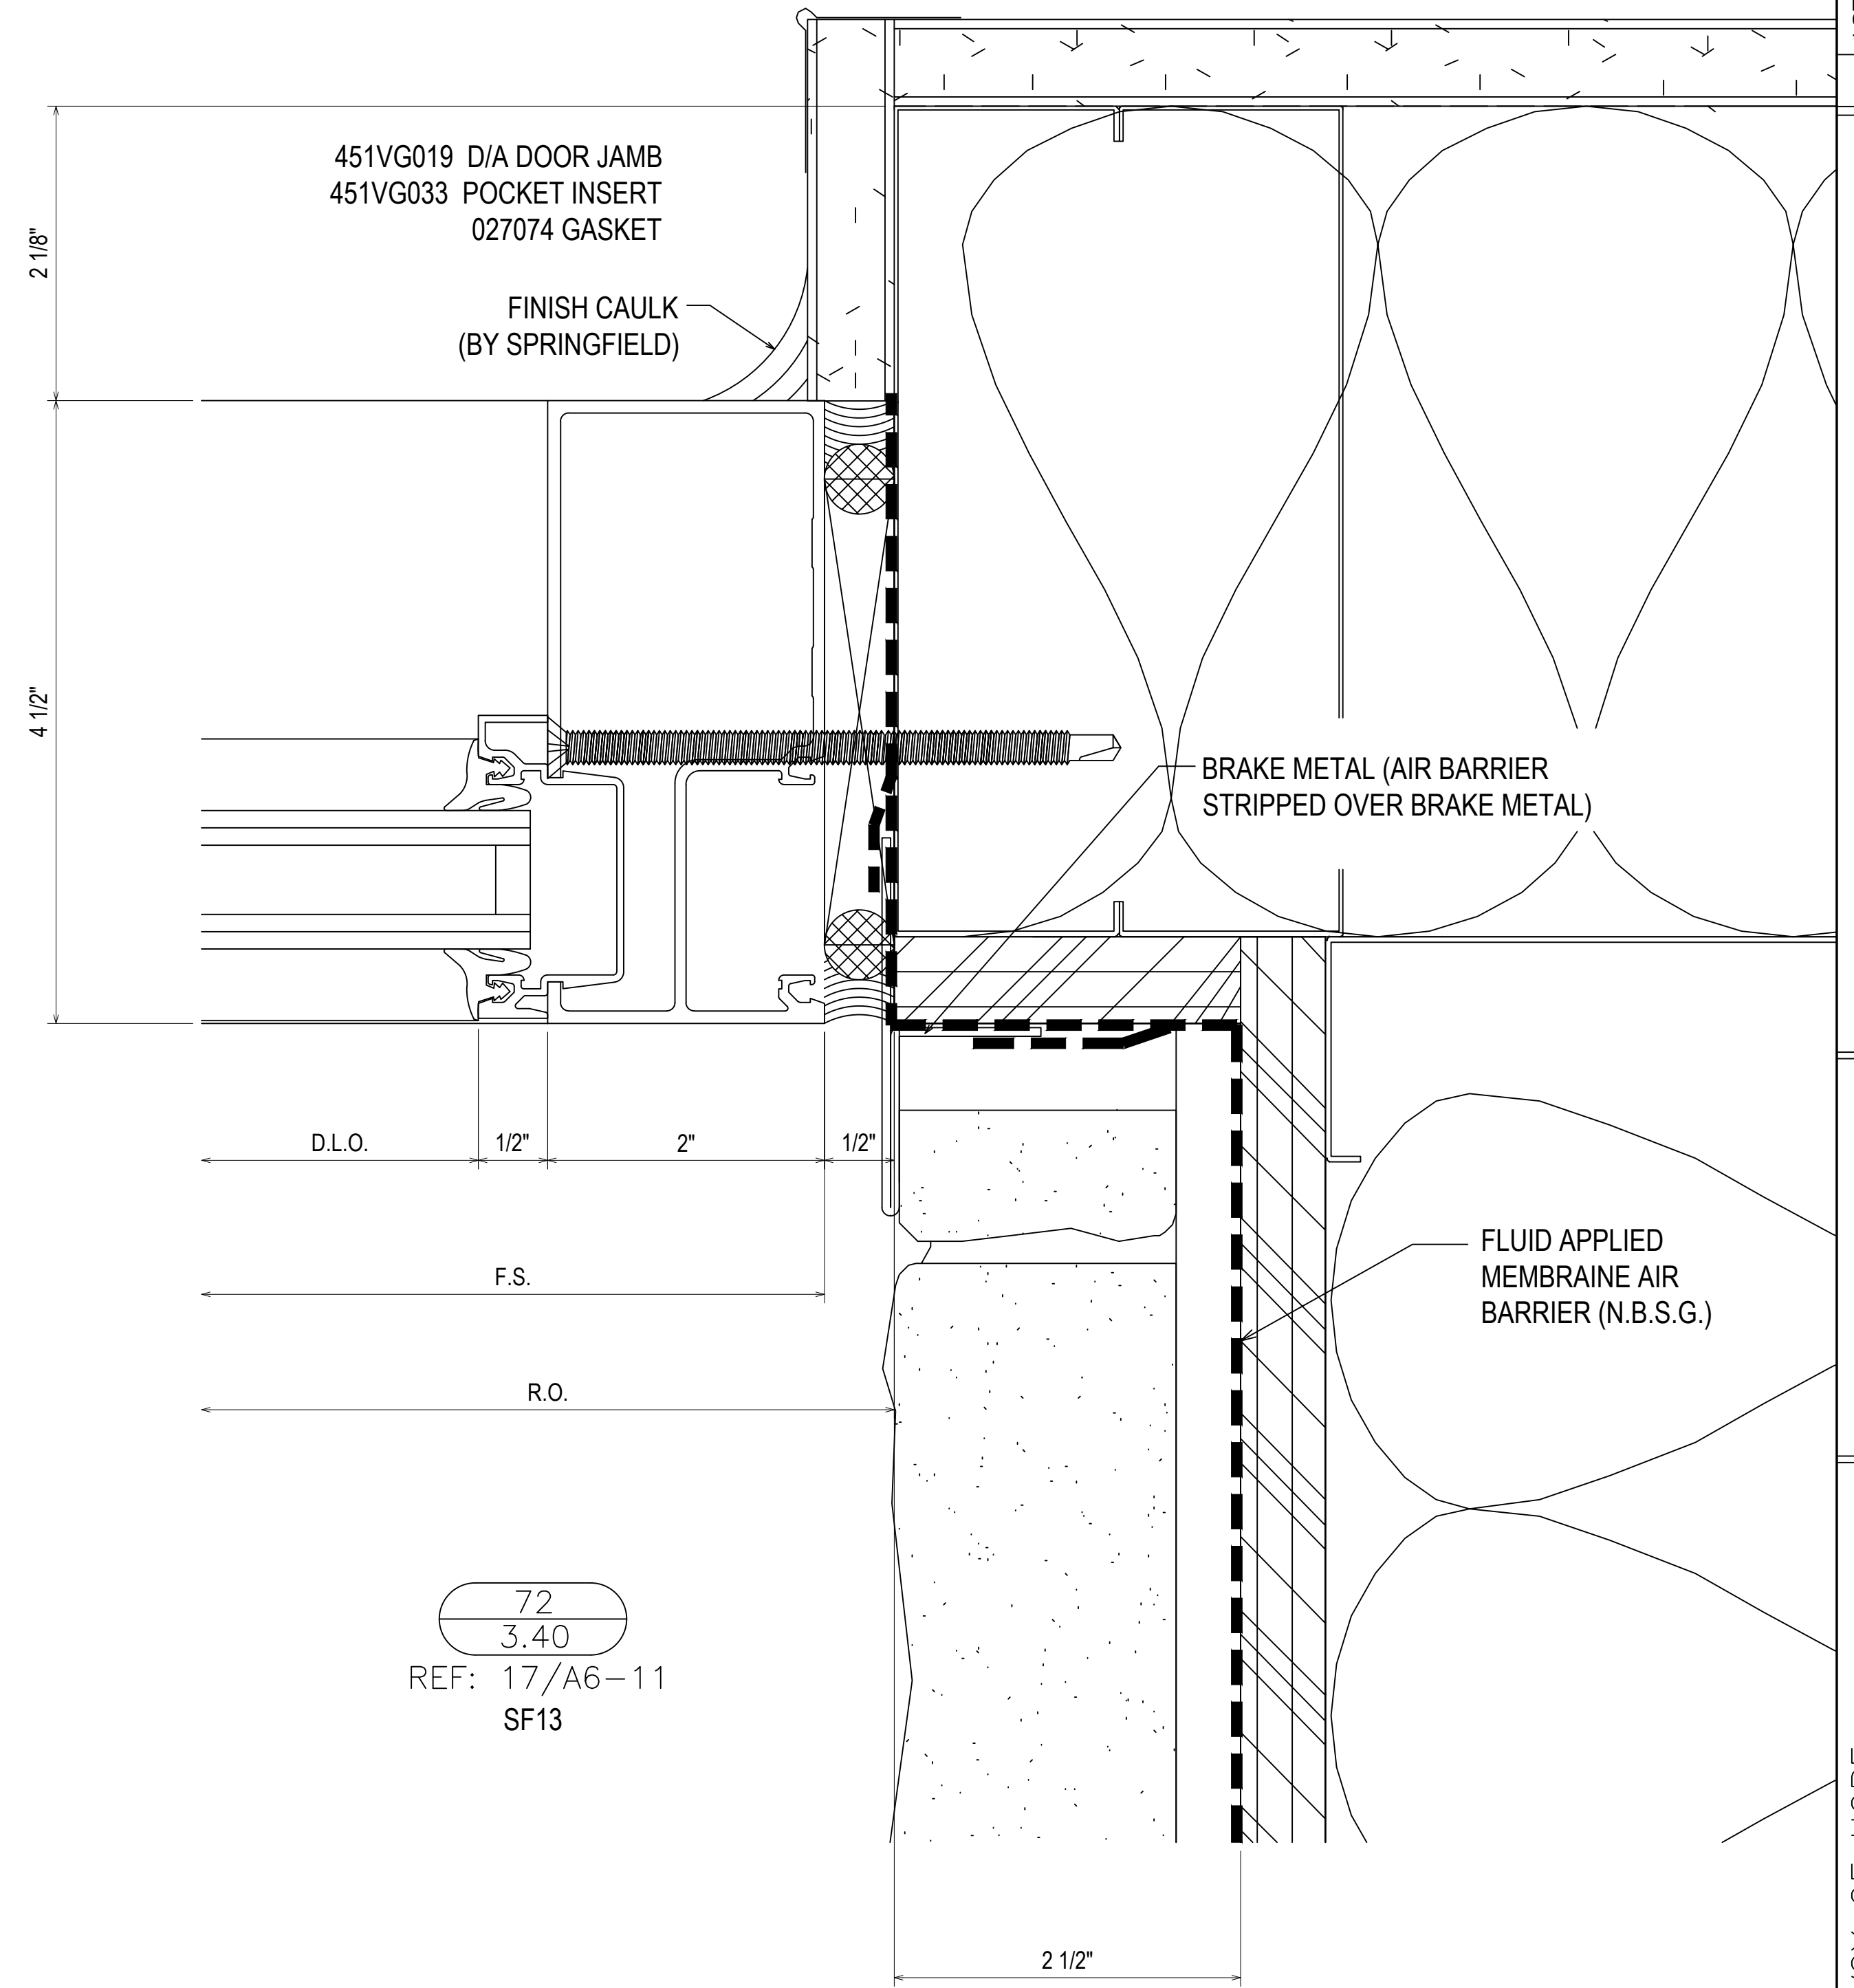 2 1/8"
451VG019 D/A DOOR JAMB
451VG033 POCKET INSERT
027074 GASKET
FINISH CAULK
(BY SPRINGFIELD)
4 1/2"
BRAKE METAL (AIR BARRIER
STRIPPED OVER BRAKE METAL)
D.L.O.
1/2"
2"
1/2"
F.S.
FLUID APPLIED
MEMBRAINE AIR
BARRIER (N.B.S.G.)
R.O.
72
3.40
REF: 17/A6-11
SF13
2 1/2"